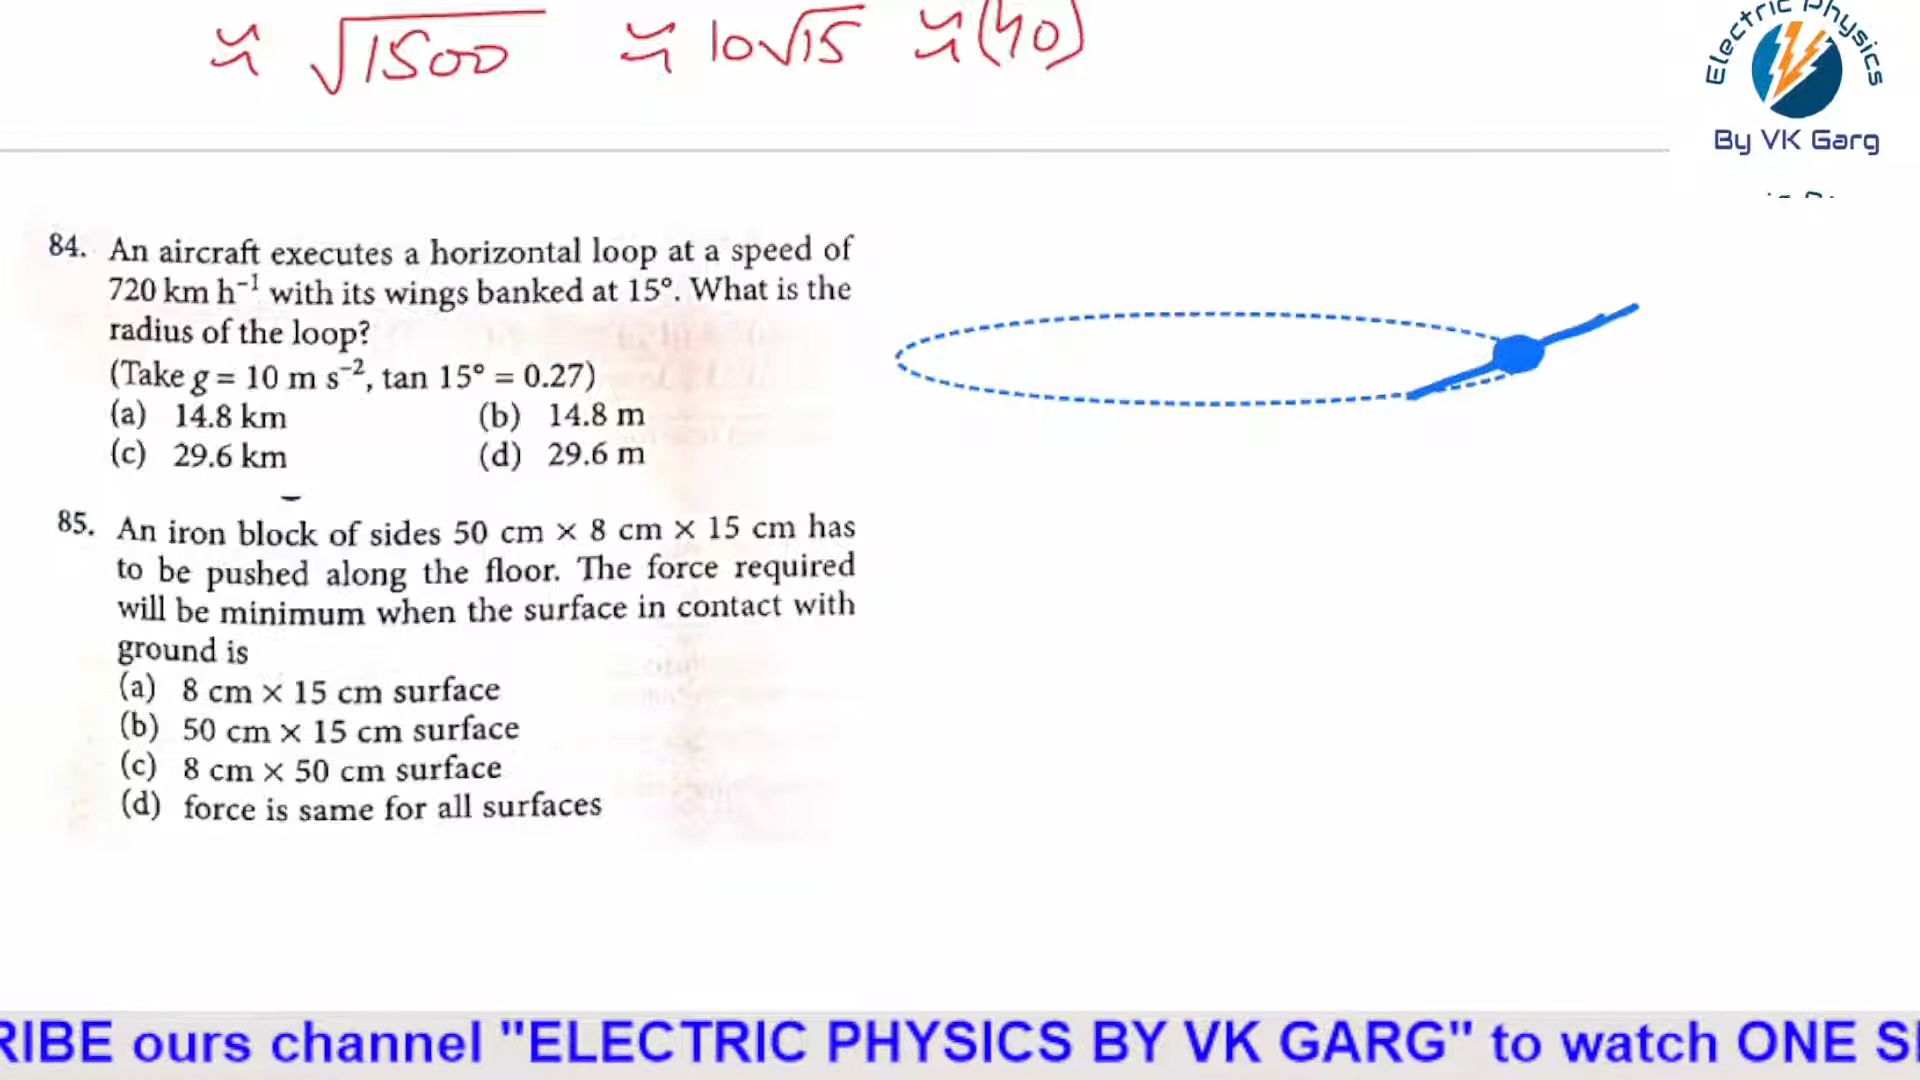 ≈ √1500 ≈ 10√15 ≈ (40)
Electric Physics
By VK Garg
84. An aircraft executes a horizontal loop at a speed of
720 km h⁻¹ with its wings banked at 15°. What is the
radius of the loop?
(Take g = 10 m s⁻², tan 15° = 0.27)
(a) 14.8 km (b) 14.8 m
(c) 29.6 km (d) 29.6 m
85. An iron block of sides 50 cm × 8 cm × 15 cm has
to be pushed along the floor. The force required
will be minimum when the surface in contact with
ground is
(a) 8 cm × 15 cm surface
(b) 50 cm × 15 cm surface
(c) 8 cm × 50 cm surface
(d) force is same for all surfaces
RIBE ours channel "ELECTRIC PHYSICS BY VK GARG" to watch ONE S